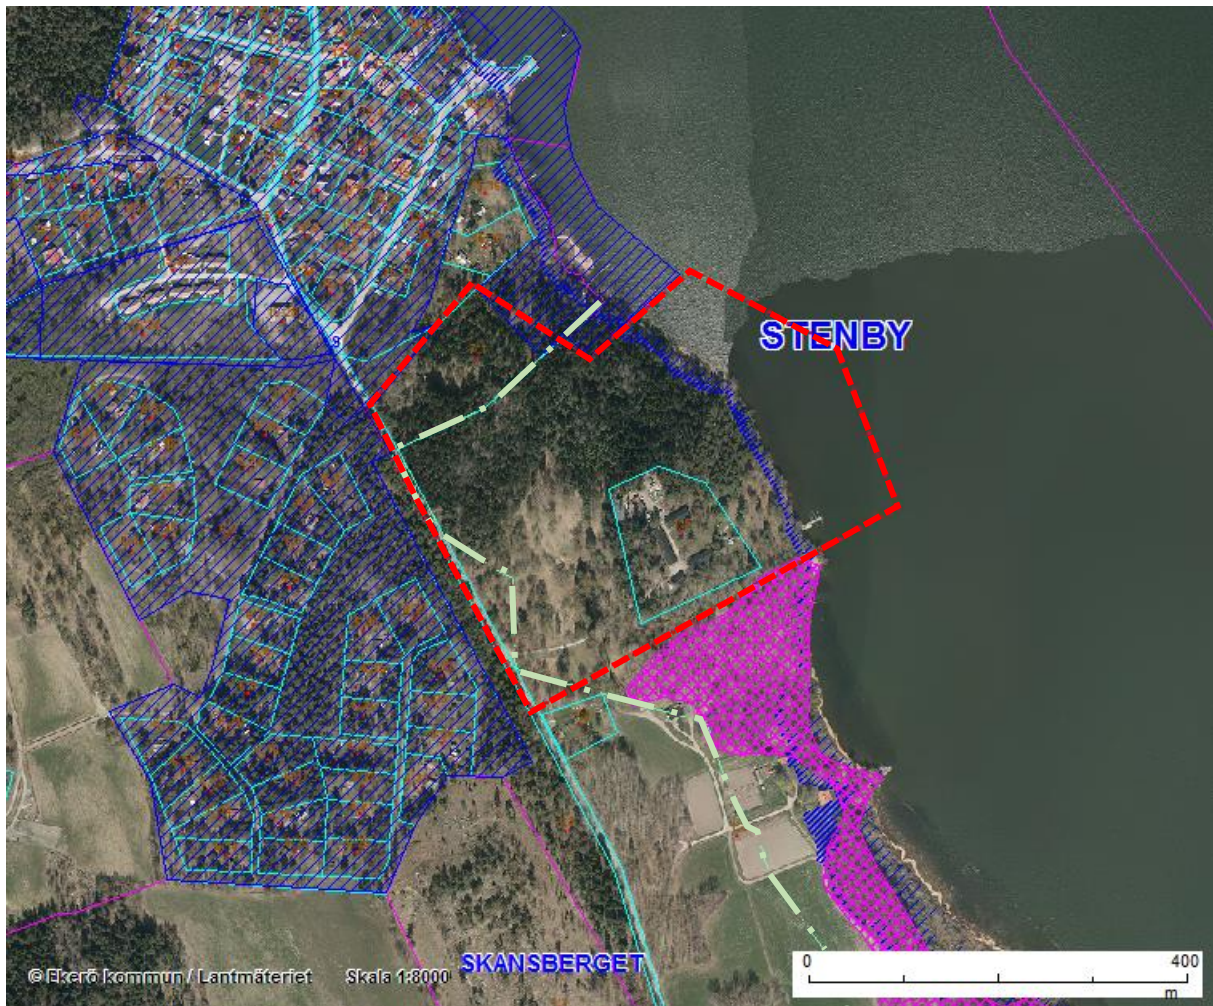 STENBY
SKANSBERGET
© Ekerö kommun / Lantmäteriet Skala 1:8000
0 400
m